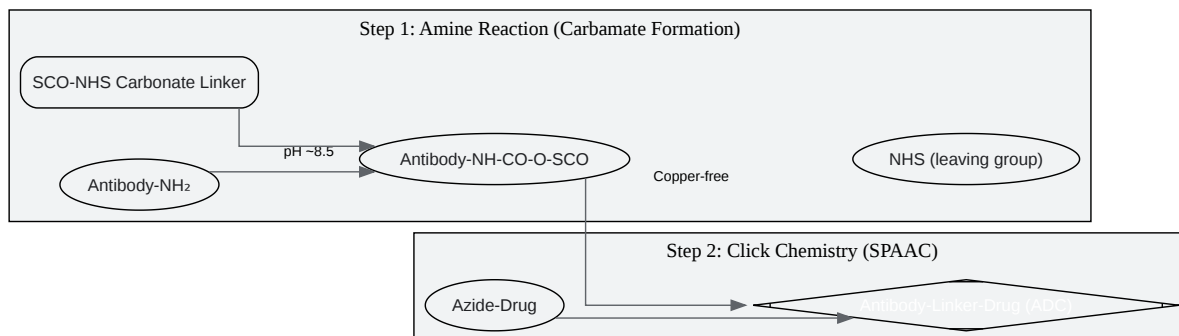 Step 1: Amine Reaction (Carbamate Formation)
SCO-NHS Carbonate Linker
pH ~8.5
Antibody-NH₂
Antibody-NH-CO-O-SCO
NHS (leaving group)
Copper-free
Step 2: Click Chemistry (SPAAC)
Azide-Drug
Antibody-Linker-Drug (ADC)